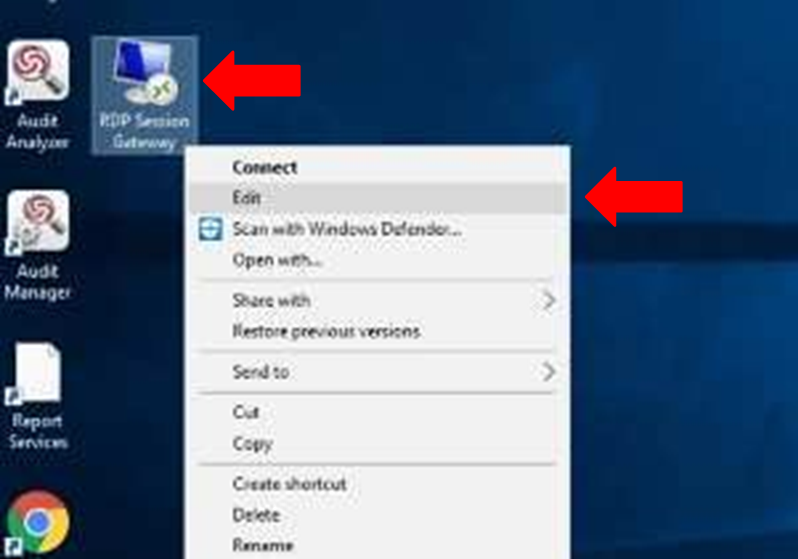 Audit
Analyzer
RDP Session
Gateway
Connect
Edit
Scan with Windows Defender...
Open with...
Share with
Restore previous versions
Send to
Cut
Copy
Create shortcut
Delete
Rename
Audit
Manager
Report
Services